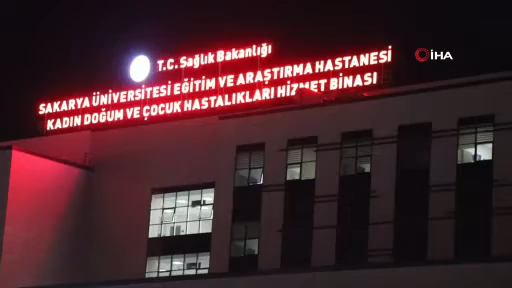 T.C. Sağlık Bakanlığı
SAKARYA ÜNİVERSİTESİ EĞİTİM VE ARAŞTIRMA HASTANESİ
KADIN DOĞUM VE ÇOCUK HASTALIKLARI HİZMET BİNASI
İHA